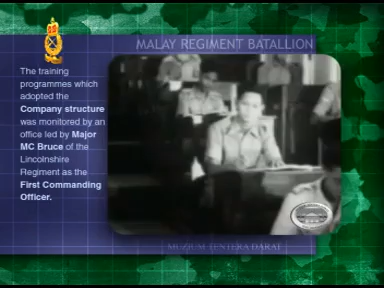 MALAY REGIMENT BATALLION
The training
programmes which
adopted the
Company structure
was monitored by an
office led by Major
MC Bruce of the
Lincolnshire
Regiment as the
First Commanding
Officer.
MUZIUM TENTERA DARAT